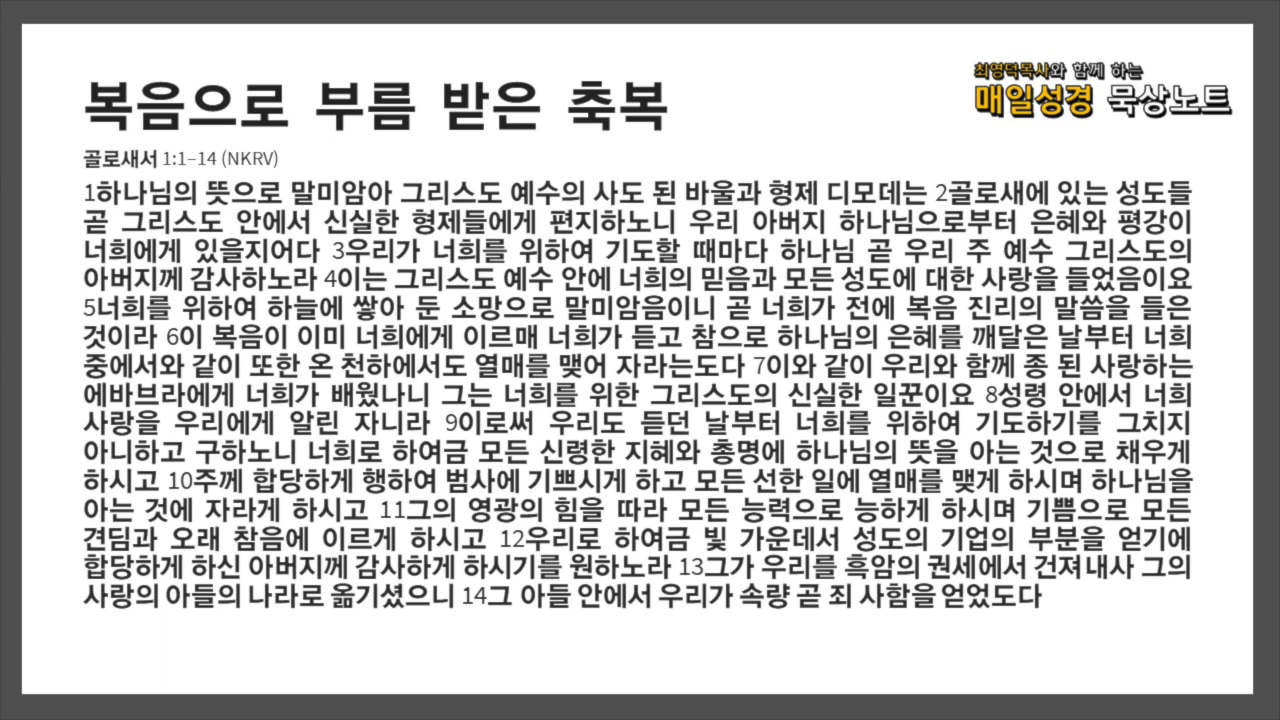 복음으로 부름 받은 축복
최영덕목사와 함께 하는
매일성경 묵상노트
골로새서 1:1–14 (NKRV)
1하나님의 뜻으로 말미암아 그리스도 예수의 사도 된 바울과 형제 디모데는 2골로새에 있는 성도들
곧 그리스도 안에서 신실한 형제들에게 편지하노니 우리 아버지 하나님으로부터 은혜와 평강이
너희에게 있을지어다 3우리가 너희를 위하여 기도할 때마다 하나님 곧 우리 주 예수 그리스도의
아버지께 감사하노라 4이는 그리스도 예수 안에 너희의 믿음과 모든 성도에 대한 사랑을 들었음이요
5너희를 위하여 하늘에 쌓아 둔 소망으로 말미암음이니 곧 너희가 전에 복음 진리의 말씀을 들은
것이라 6이 복음이 이미 너희에게 이르매 너희가 듣고 참으로 하나님의 은혜를 깨달은 날부터 너희
중에서와 같이 또한 온 천하에서도 열매를 맺어 자라는도다 7이와 같이 우리와 함께 종 된 사랑하는
에바브라에게 너희가 배웠나니 그는 너희를 위한 그리스도의 신실한 일꾼이요 8성령 안에서 너희
사랑을 우리에게 알린 자니라 9이로써 우리도 듣던 날부터 너희를 위하여 기도하기를 그치지
아니하고 구하노니 너희로 하여금 모든 신령한 지혜와 총명에 하나님의 뜻을 아는 것으로 채우게
하시고 10주께 합당하게 행하여 범사에 기쁘시게 하고 모든 선한 일에 열매를 맺게 하시며 하나님을
아는 것에 자라게 하시고 11그의 영광의 힘을 따라 모든 능력으로 능하게 하시며 기쁨으로 모든
견딤과 오래 참음에 이르게 하시고 12우리로 하여금 빛 가운데서 성도의 기업의 부분을 얻기에
합당하게 하신 아버지께 감사하게 하시기를 원하노라 13그가 우리를 흑암의 권세에서 건져내사 그의
사랑의 아들의 나라로 옮기셨으니 14그 아들 안에서 우리가 속량 곧 죄 사함을 얻었도다